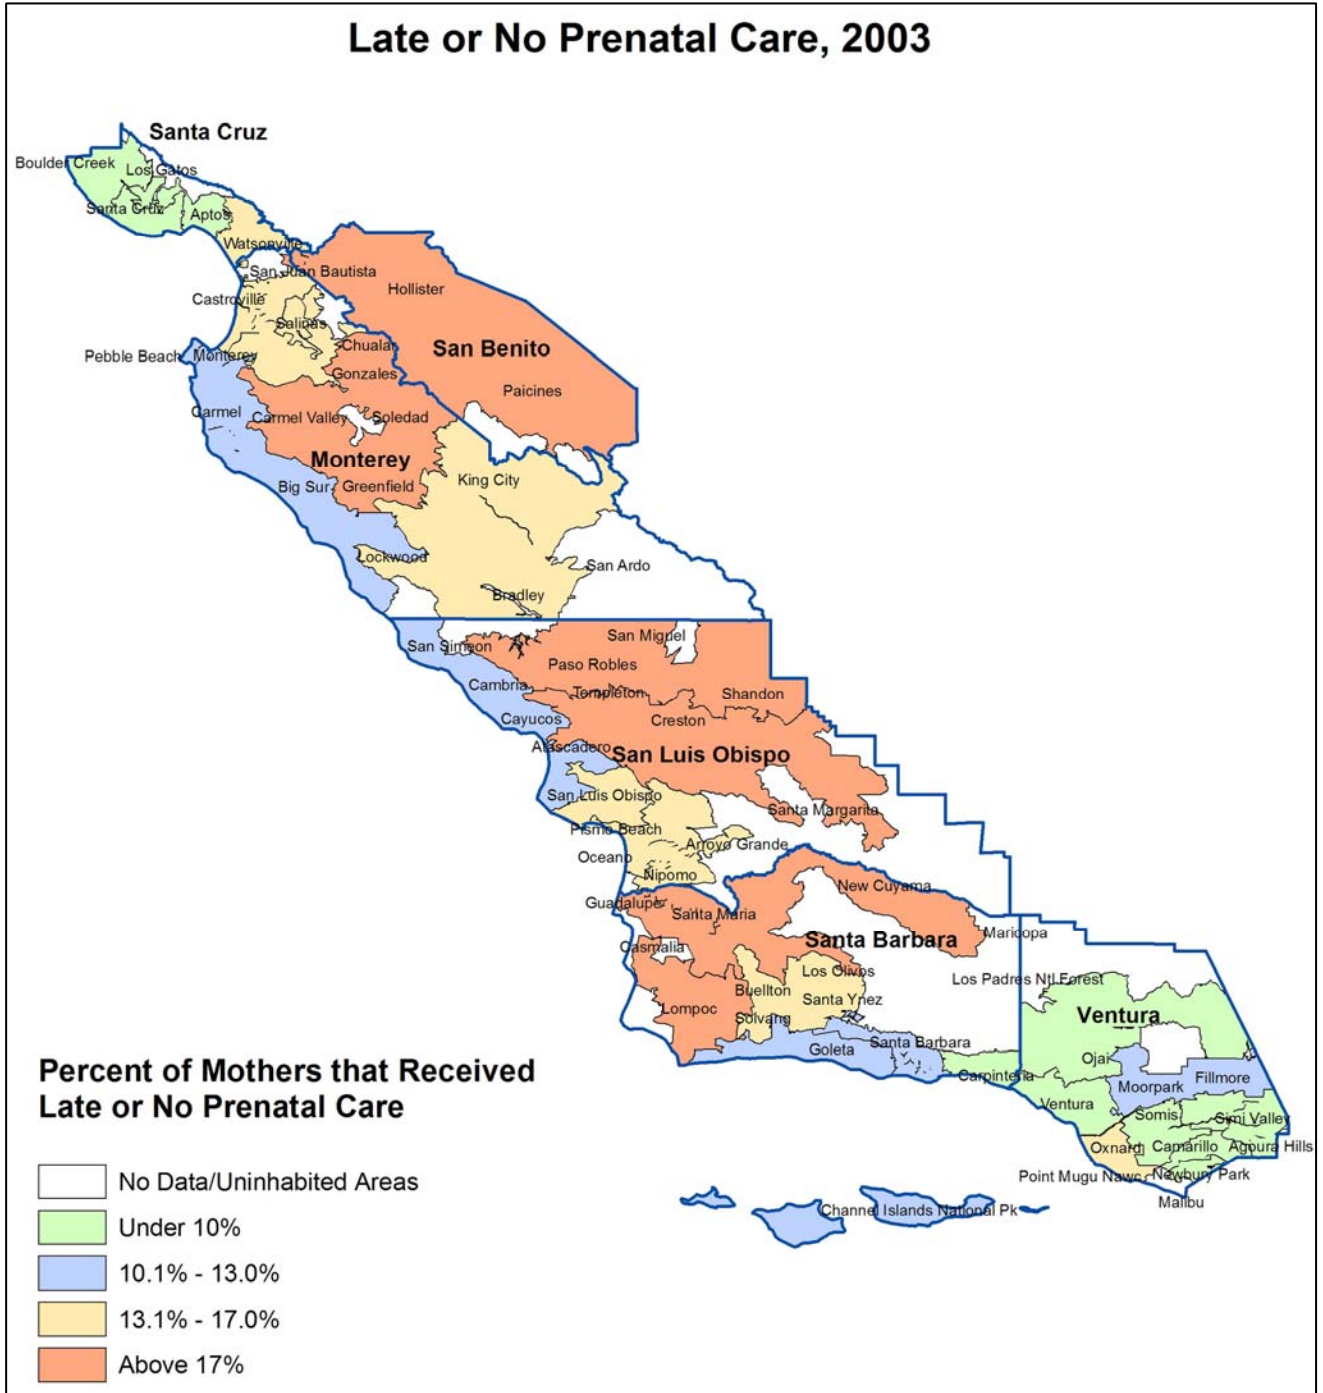 Late or No Prenatal Care, 2003
Santa Cruz
Boulder Creek
Los Gatos
Santa Cruz
Aptos
Watsonville
San Juan Bautista
Hollister
Castroville
Salinas
Chualar
San Benito
Pebble Beach
Monterey
Gonzales
Paicines
Carmel
Carmel Valley
Soledad
Monterey
King City
Big Sur
Greenfield
Lockwood
San Ardo
Bradley
San Miguel
San Simeon
Paso Robles
Cambria
Templeton
Shandon
Cayucos
Creston
Atascadero
San Luis Obispo
San Luis Obispo
Santa Margarita
Pismo Beach
Arroyo Grande
Oceano
Nipomo
New Cuyama
Guadalupe
Santa Maria
Maricopa
Casmalia
Santa Barbara
Los Olivos
Los Padres Ntl Forest
Buellton
Santa Ynez
Lompoc
Solvang
Ventura
Santa Barbara
Goleta
Ojai
Carpinteria
Moorpark
Fillmore
Ventura
Somis
Simi Valley
Oxnard
Camarillo
Agoura Hills
Point Mugu Nawc
Newbury Park
Malibu
Channel Islands National Pk
Percent of Mothers that Received
Late or No Prenatal Care
No Data/Uninhabited Areas
Under 10%
10.1% - 13.0%
13.1% - 17.0%
Above 17%